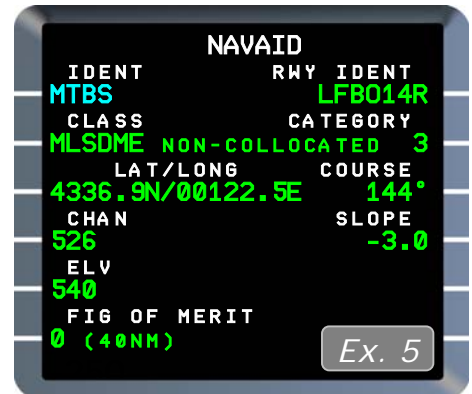 NAVAID
IDENT RWY IDENT
MTBS LFBO14R
CLASS CATEGORY
MLSDME NON-COLLOCATED 3
LAT/LONG COURSE
4336.9N/00122.5E 144°
CHAN SLOPE
526 -3.0
ELV
540
FIG OF MERIT
0 (40NM)
Ex. 5